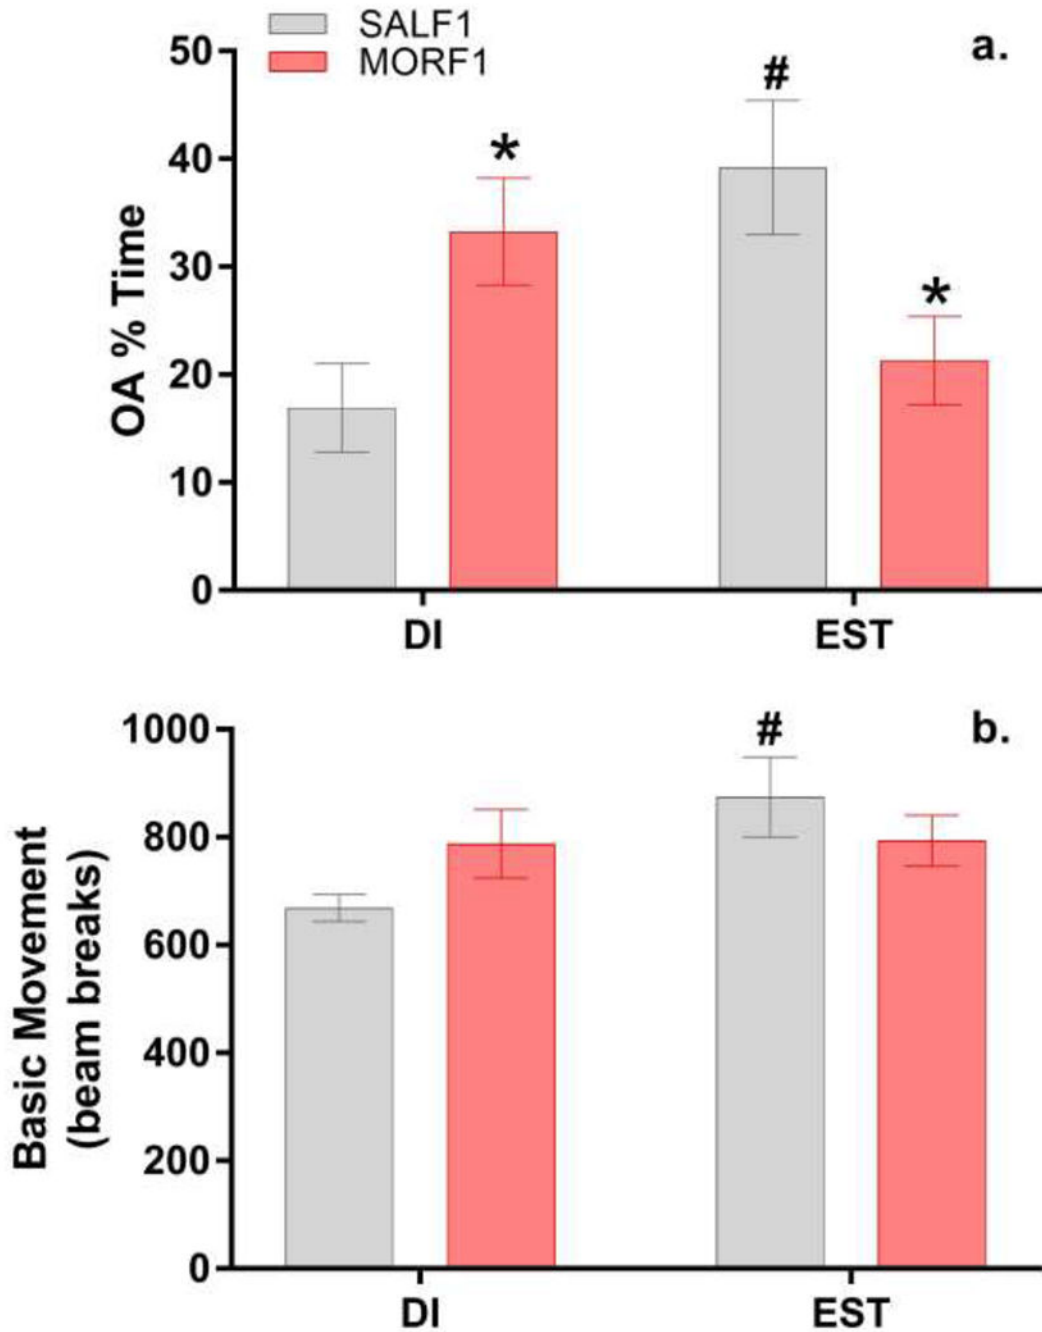 SALF1
MORF1
a.
50
40
30
20
10
0
OA % Time
#
*
*
DI
EST
b.
1000
800
600
400
200
0
Basic Movement
(beam breaks)
#
DI
EST